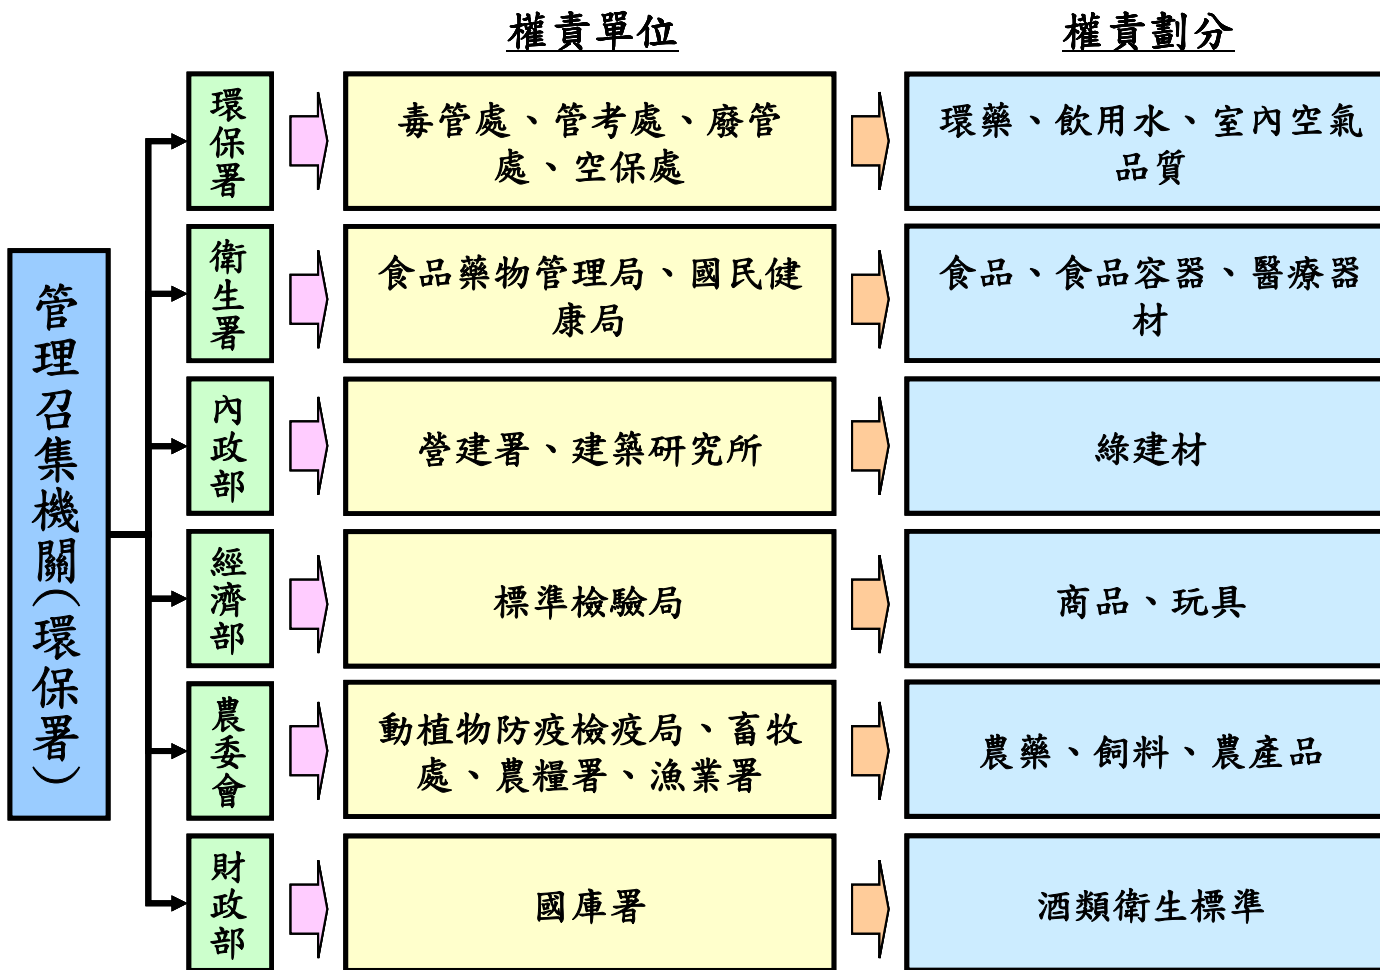 權責單位
權責劃分
管理召集機關(環保署)
環保署
毒管處、管考處、廢管
處、空保處
環藥、飲用水、室內空氣
品質
衛生署
食品藥物管理局、國民健
康局
食品、食品容器、醫療器
材
內政部
營建署、建築研究所
綠建材
經濟部
標準檢驗局
商品、玩具
農委會
動植物防疫檢疫局、畜牧
處、農糧署、漁業署
農藥、飼料、農產品
財政部
國庫署
酒類衛生標準